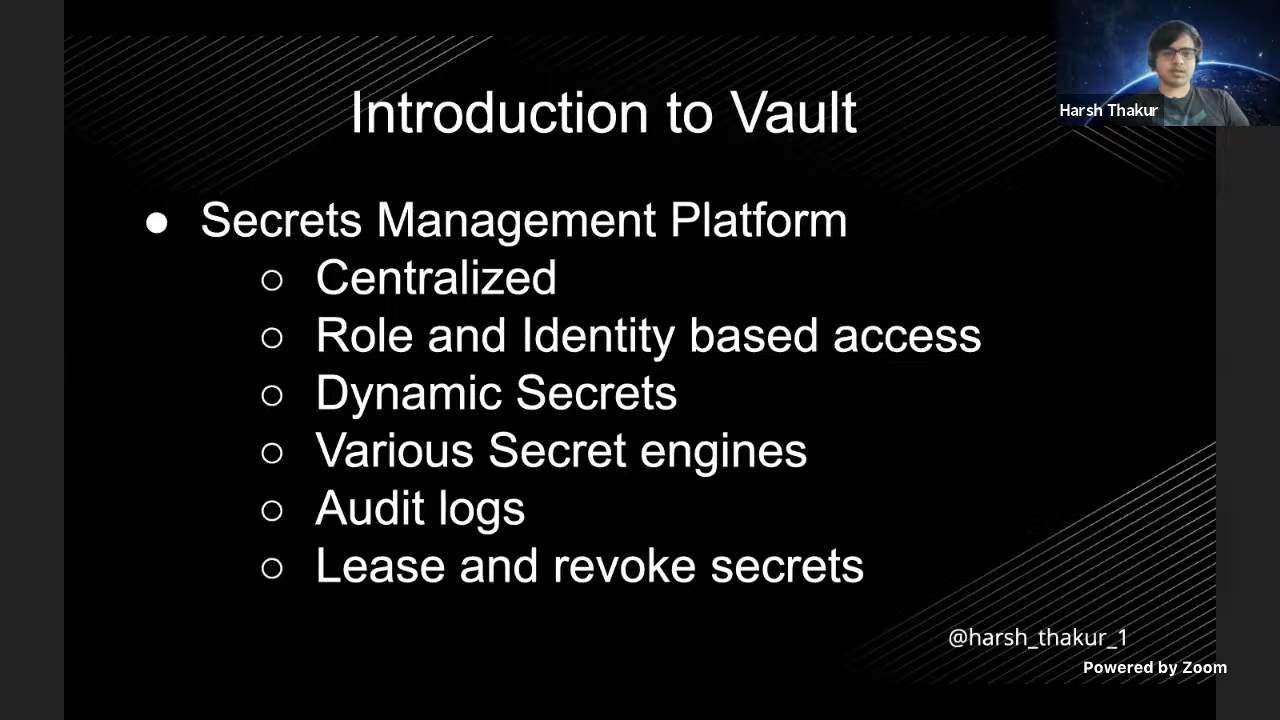 Introduction to Vault
Harsh Thakur
● Secrets Management Platform
○ Centralized
○ Role and Identity based access
○ Dynamic Secrets
○ Various Secret engines
○ Audit logs
○ Lease and revoke secrets
@harsh_thakur_1
Powered by Zoom